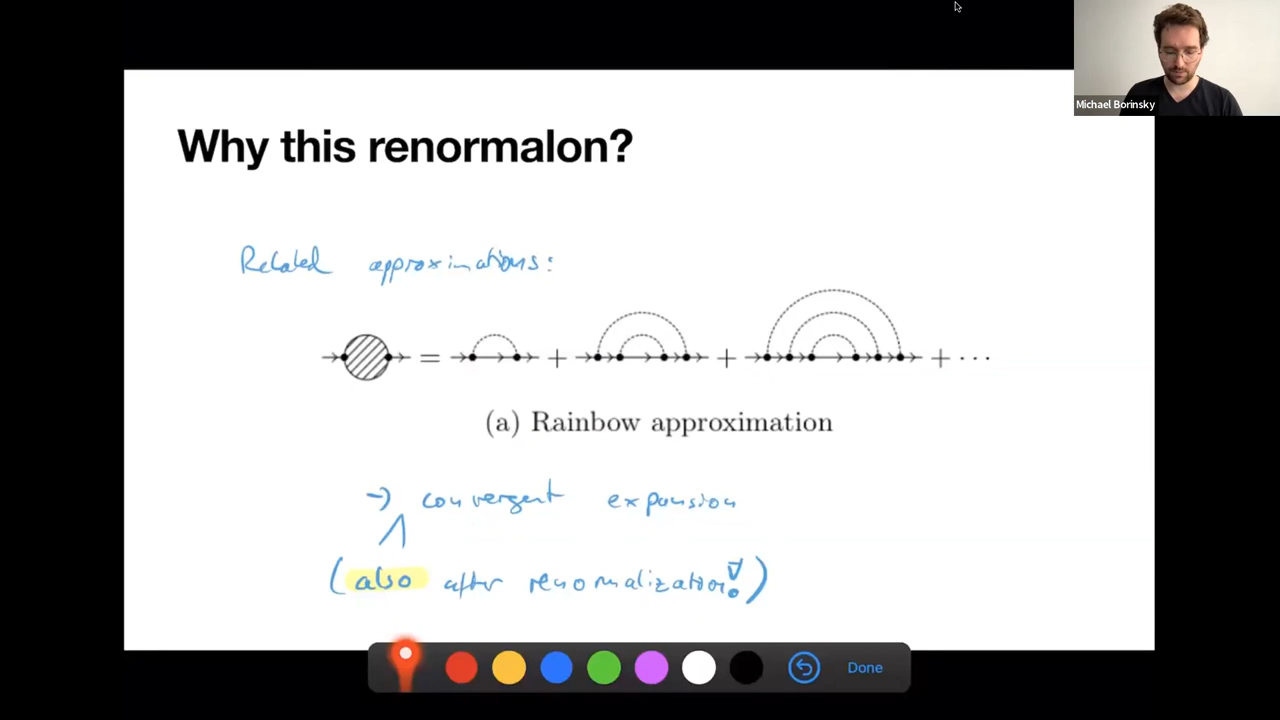 Michael Borinsky
Why this renormalon?
Related approximations:
= + + + ···
(a) Rainbow approximation
→ convergent expansion
(also after renormalization!)
Done